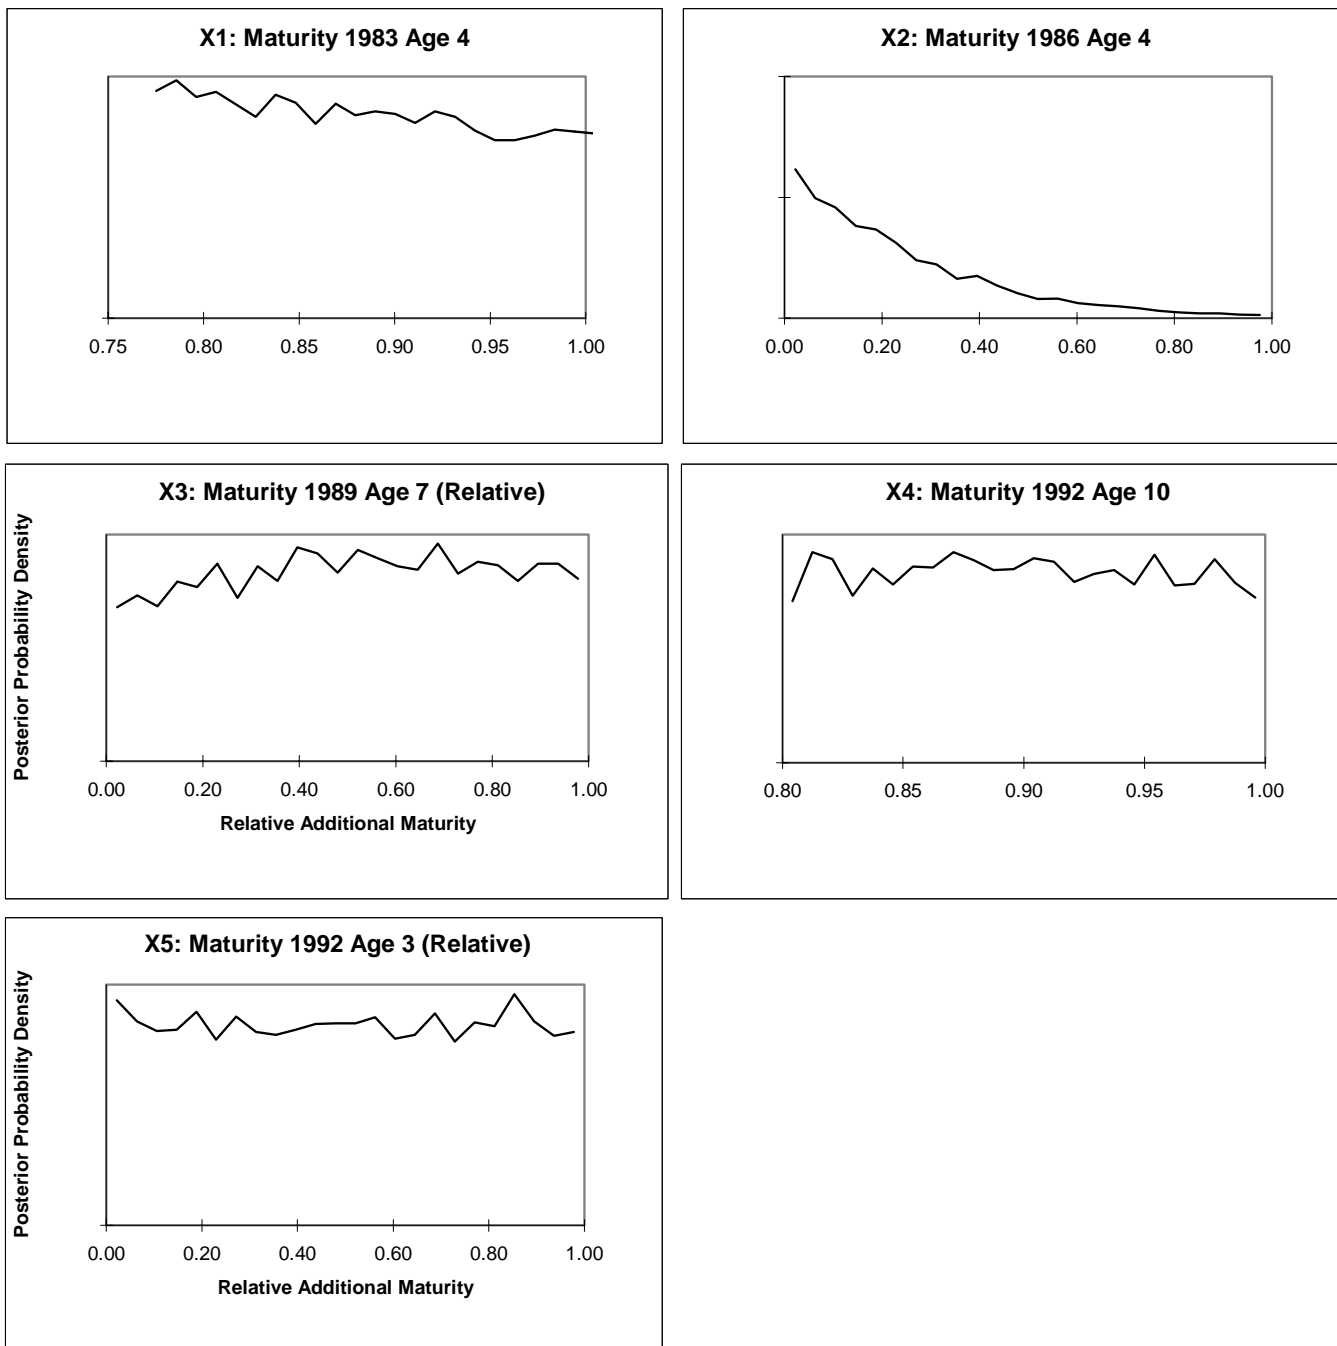 X1: Maturity 1983 Age 4
0.75 0.80 0.85 0.90 0.95 1.00
X2: Maturity 1986 Age 4
0.00 0.20 0.40 0.60 0.80 1.00
X3: Maturity 1989 Age 7 (Relative)
Posterior Probability Density
0.00 0.20 0.40 0.60 0.80 1.00
Relative Additional Maturity
X4: Maturity 1992 Age 10
0.80 0.85 0.90 0.95 1.00
X5: Maturity 1992 Age 3 (Relative)
Posterior Probability Density
0.00 0.20 0.40 0.60 0.80 1.00
Relative Additional Maturity